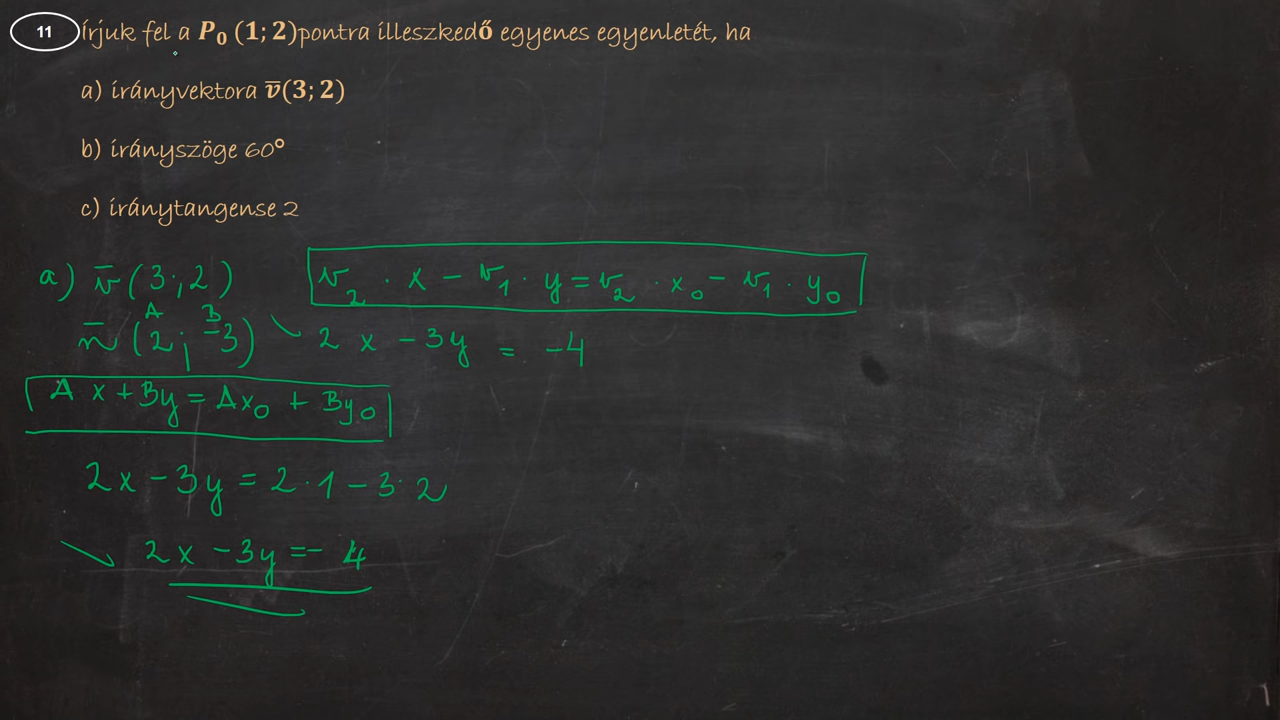 11 Írjuk fel a P₀ (1; 2)pontra illeszkedő egyenes egyenletét, ha
a) irányvektora v̅(3; 2)
b) irányszöge 60°
c) iránytangense 2
a) v̅ (3;2)
v₂ · x − v₁ · y = v₂ · x₀ − v₁ · y₀
A B
n̅ (2; −3)
2 x − 3y = −4
A x + By = Ax₀ + By₀
2x − 3y = 2·1 − 3·2
2x − 3y = − 4